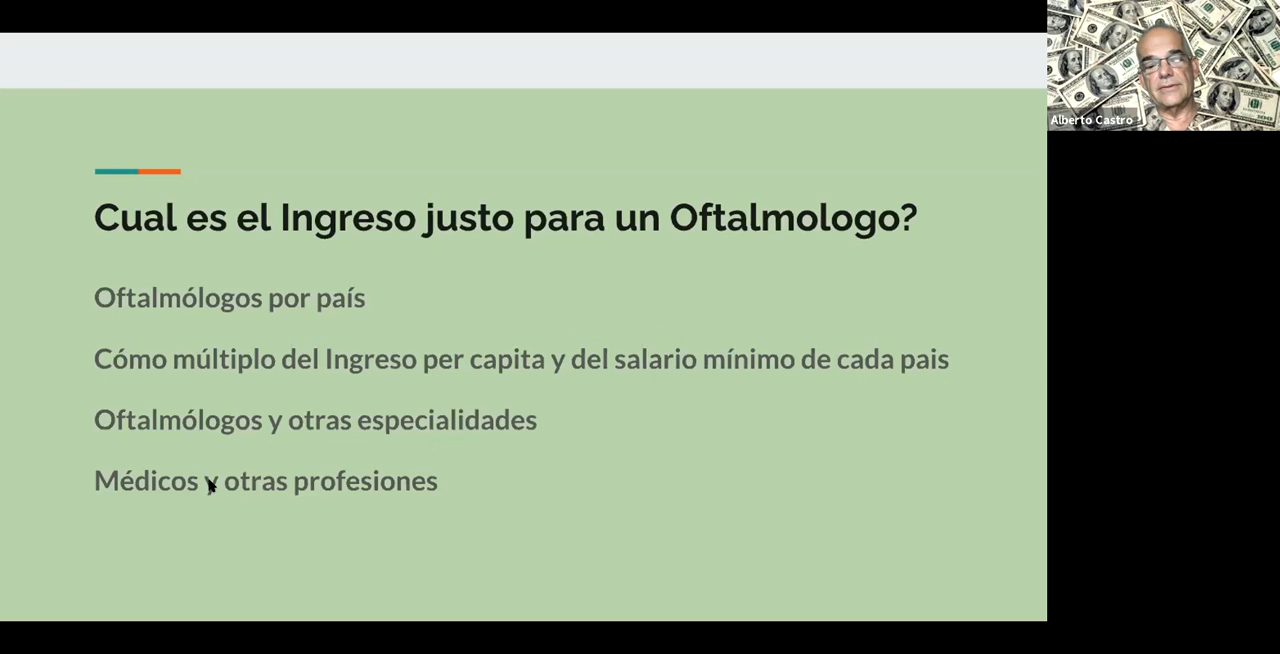 Cual es el Ingreso justo para un Oftalmologo?
Oftalmólogos por país
Cómo múltiplo del Ingreso per capita y del salario mínimo de cada pais
Oftalmólogos y otras especialidades
Médicos y otras profesiones
Alberto Castro